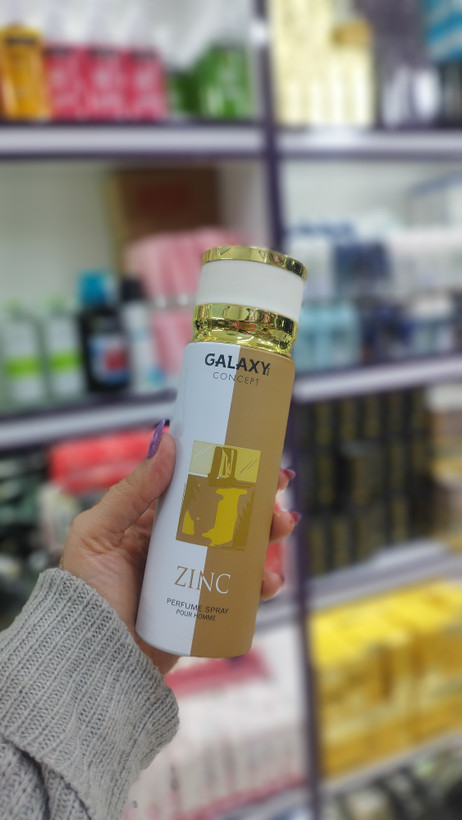 GALAXY
CONCEPT
ZINC
PERFUME SPRAY
POUR HOMME